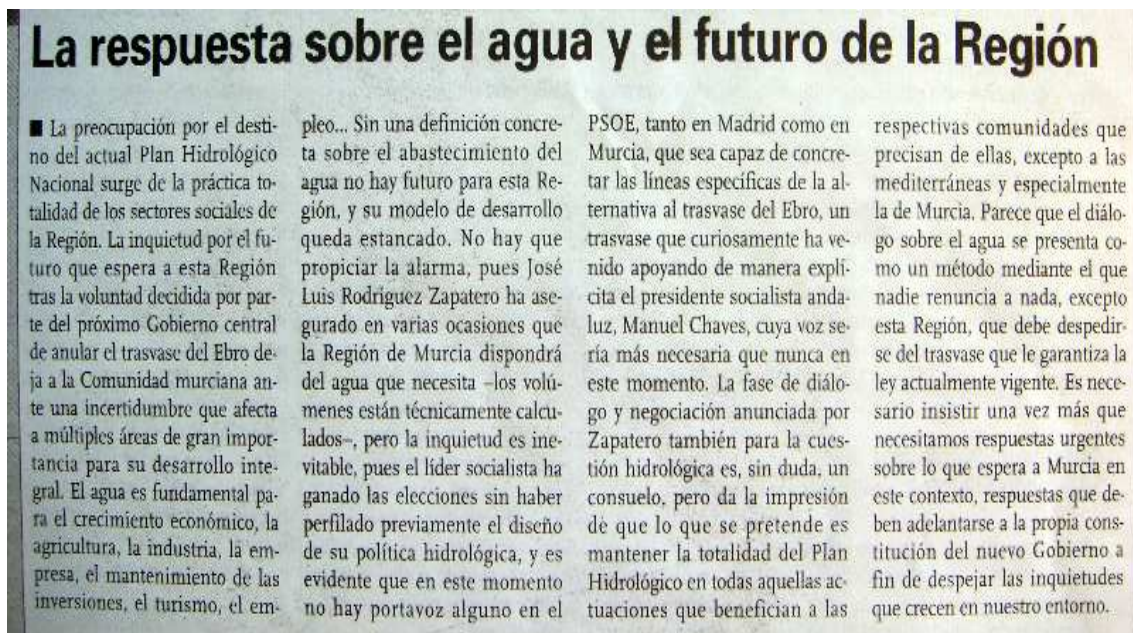 La respuesta sobre el agua y el futuro de la Región
■ La preocupación por el desti-
no del actual Plan Hidrológico
Nacional surge de la práctica to-
talidad de los sectores sociales de
la Región. La inquietud por el fu-
turo que espera a esta Región
tras la voluntad decidida por par-
te del próximo Gobierno central
de anular el trasvase del Ebro de-
ja a la Comunidad murciana an-
te una incertidumbre que afecta
a múltiples áreas de gran impor-
tancia para su desarrollo inte-
gral. El agua es fundamental pa-
ra el crecimiento económico, la
agricultura, la industria, la em-
presa, el mantenimiento de las
inversiones, el turismo, el em-
pleo... Sin una definición concre-
ta sobre el abastecimiento del
agua no hay futuro para esta Re-
gión, y su modelo de desarrollo
queda estancado. No hay que
propiciar la alarma, pues José
Luis Rodríguez Zapatero ha ase-
gurado en varias ocasiones que
la Región de Murcia dispondrá
del agua que necesita –los volú-
menes están técnicamente calcu-
lados–, pero la inquietud es ine-
vitable, pues el líder socialista ha
ganado las elecciones sin haber
perfilado previamente el diseño
de su política hidrológica, y es
evidente que en este momento
no hay portavoz alguno en el
PSOE, tanto en Madrid como en
Murcia, que sea capaz de concre-
tar las líneas específicas de la al-
ternativa al trasvase del Ebro, un
trasvase que curiosamente ha ve-
nido apoyando de manera explí-
cita el presidente socialista anda-
luz, Manuel Chaves, cuya voz se-
ría más necesaria que nunca en
este momento. La fase de diálo-
go y negociación anunciada por
Zapatero también para la cues-
tión hidrológica es, sin duda, un
consuelo, pero da la impresión
de que lo que se pretende es
mantener la totalidad del Plan
Hidrológico en todas aquellas ac-
tuaciones que benefician a las
respectivas comunidades que
precisan de ellas, excepto a las
mediterráneas y especialmente
la de Murcia. Parece que el diálo-
go sobre el agua se presenta co-
mo un método mediante el que
nadie renuncia a nada, excepto
esta Región, que debe despedir-
se del trasvase que le garantiza la
ley actualmente vigente. Es nece-
sario insistir una vez más que
necesitamos respuestas urgentes
sobre lo que espera a Murcia en
este contexto, respuestas que de-
ben adelantarse a la propia cons-
titución del nuevo Gobierno a
fin de despejar las inquietudes
que crecen en nuestro entorno.